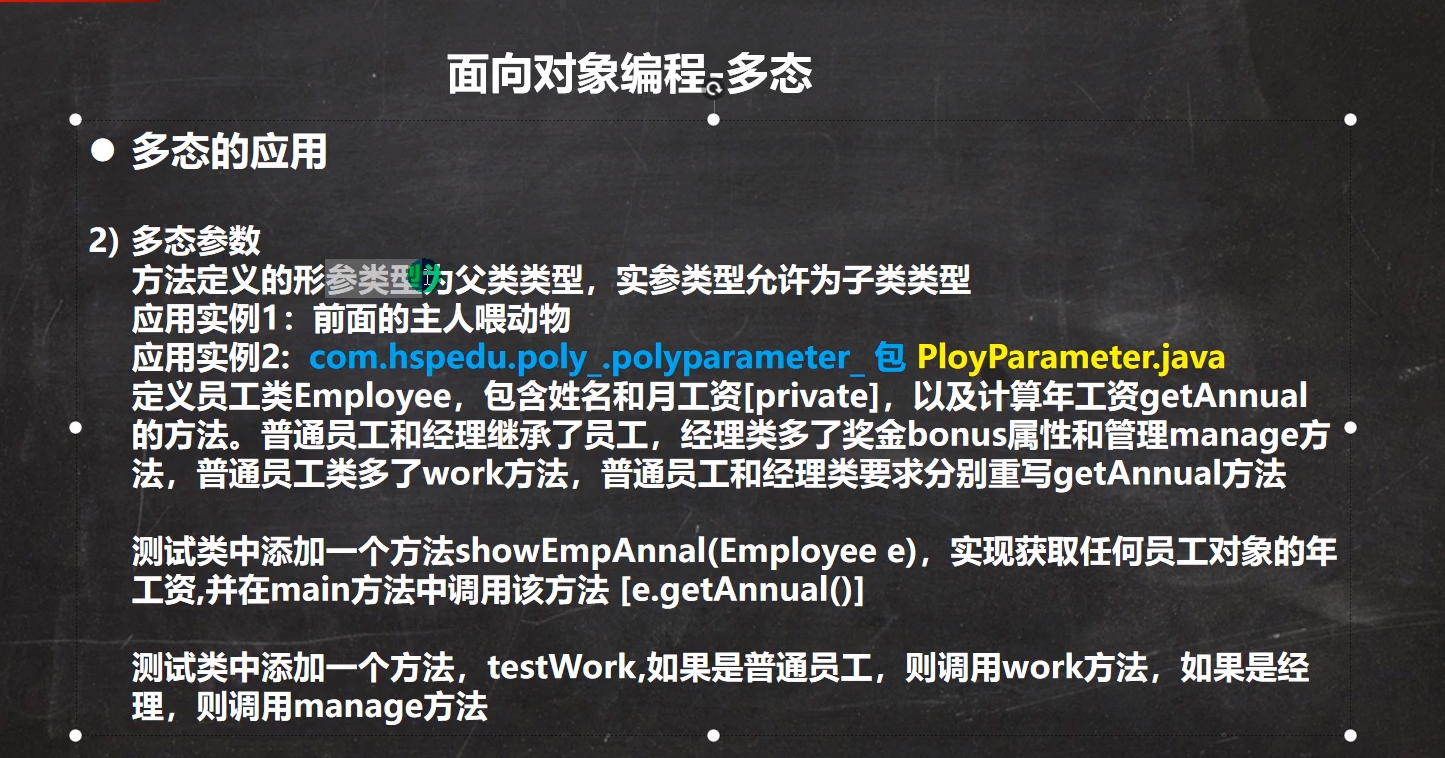 面向对象编程-多态
● 多态的应用
2) 多态参数
方法定义的形参类型为父类类型，实参类型允许为子类类型
应用实例1：前面的主人喂动物
应用实例2：com.hspedu.poly_.polyparameter_ 包 PloyParameter.java
定义员工类Employee，包含姓名和月工资[private]，以及计算年工资getAnnual
的方法。普通员工和经理继承了员工，经理类多了奖金bonus属性和管理manage方
法，普通员工类多了work方法，普通员工和经理类要求分别重写getAnnual方法
测试类中添加一个方法showEmpAnnal(Employee e)，实现获取任何员工对象的年
工资,并在main方法中调用该方法 [e.getAnnual()]
测试类中添加一个方法，testWork,如果是普通员工，则调用work方法，如果是经
理，则调用manage方法